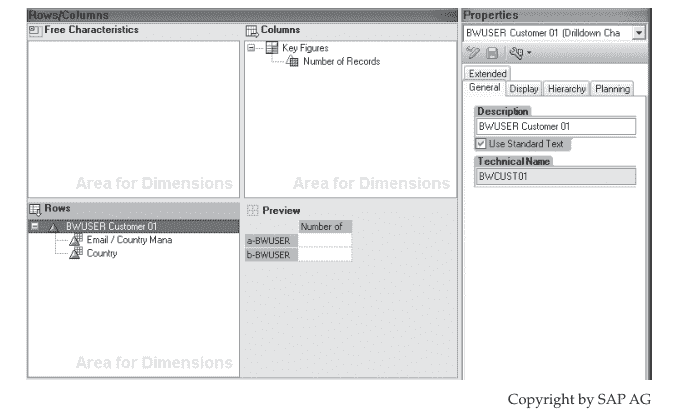 Rows/Columns
Free Characteristics
Area for Dimensions
Columns
Key Figures
Number of Records
Area for Dimensions
Rows
BWUSER Customer 01
Email / Country Mana
Country
Area for Dimensions
Preview
Number of
a-BWUSER
b-BWUSER
Properties
BWUSER Customer 01 (Drilldown Cha
Extended
General Display Hierarchy Planning
Description
BWUSER Customer 01
Use Standard Text
Technical Name
BWCUST01
Copyright by SAP AG